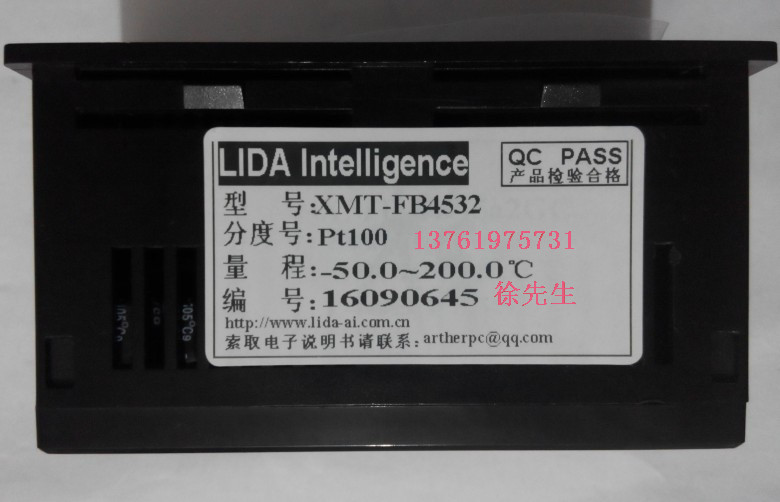 LIDA Intelligence
QC PASS
产品检验合格
型 号:XMT-FB4532
分度号:Pt100 13761975731
量 程:-50.0~200.0℃
编 号:16090645 徐先生
http://www.lida-ai.com.cn
索取电子说明书请联系:artherpc@qq.com
105℃